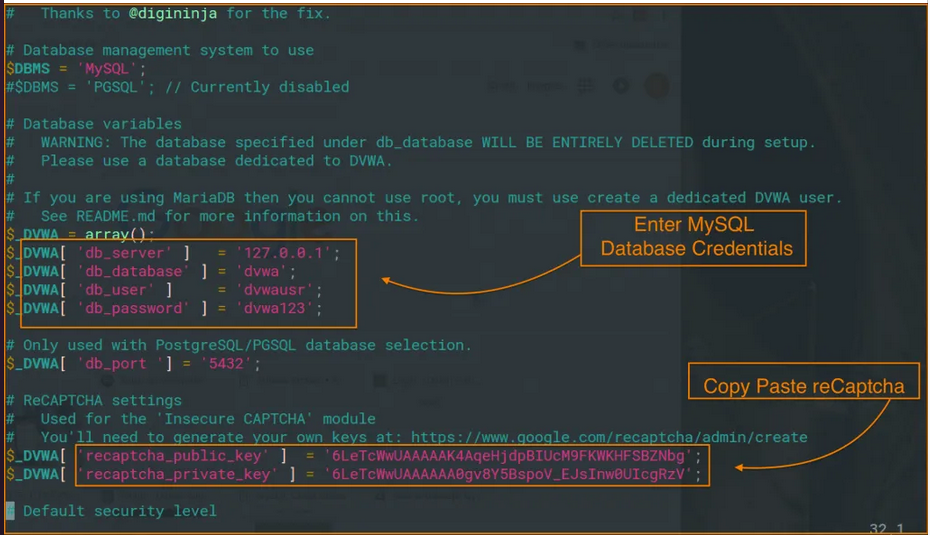 #   Thanks to @digininja for the fix.
# Database management system to use
$DBMS = 'MySQL';
#$DBMS = 'PGSQL'; // Currently disabled
# Database variables
#   WARNING: The database specified under db_database WILL BE ENTIRELY DELETED during setup.
#   Please use a database dedicated to DVWA.
#
# If you are using MariaDB then you cannot use root, you must use create a dedicated DVWA user.
#   See README.md for more information on this.
$_DVWA = array();
$_DVWA[ 'db_server' ]   = '127.0.0.1';
$_DVWA[ 'db_database' ] = 'dvwa';
$_DVWA[ 'db_user' ]     = 'dvwausr';
$_DVWA[ 'db_password' ] = 'dvwa123';
Enter MySQL
Database Credentials
# Only used with PostgreSQL/PGSQL database selection.
$_DVWA[ 'db_port '] = '5432';
Copy Paste reCaptcha
# ReCAPTCHA settings
#   Used for the 'Insecure CAPTCHA' module
#   You'll need to generate your own keys at: https://www.google.com/recaptcha/admin/create
$_DVWA[ 'recaptcha_public_key' ]  = '6LeTcWwUAAAAAK4AqeHjdpBIUcM9FKWKHFSBZNbg';
$_DVWA[ 'recaptcha_private_key' ] = '6LeTcWwUAAAAAA0gv8Y5BspoV_EJsInw0UIcgRzV';
# Default security level
32,1